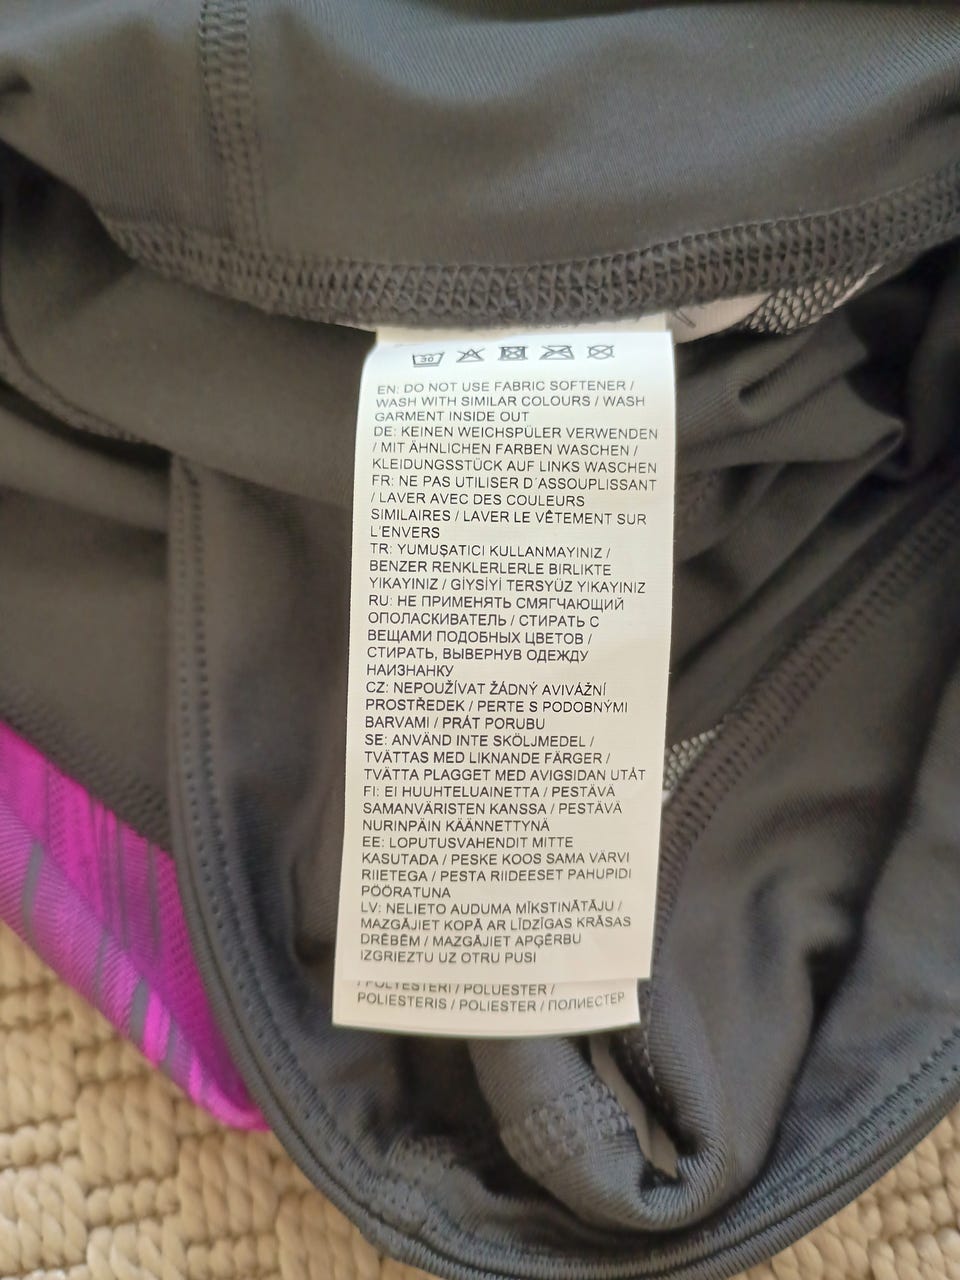 30
EN: DO NOT USE FABRIC SOFTENER /
WASH WITH SIMILAR COLOURS / WASH
GARMENT INSIDE OUT
DE: KEINEN WEICHSPÜLER VERWENDEN
/ MIT ÄHNLICHEN FARBEN WASCHEN /
KLEIDUNGSSTÜCK AUF LINKS WASCHEN
FR: NE PAS UTILISER D´ASSOUPLISSANT
/ LAVER AVEC DES COULEURS
SIMILAIRES / LAVER LE VÊTEMENT SUR
L'ENVERS
TR: YUMUŞATICI KULLANMAYINIZ /
BENZER RENKLERLERLE BIRLIKTE
YIKAYINIZ / GİYSİYİ TERSYÜZ YIKAYINIZ
RU: НЕ ПРИМЕНЯТЬ СМЯГЧАЮЩИЙ
ОПОЛАСКИВАТЕЛЬ / СТИРАТЬ С
ВЕЩАМИ ПОДОБНЫХ ЦВЕТОВ /
СТИРАТЬ, ВЫВЕРНУВ ОДЕЖДУ
НАИЗНАНКУ
CZ: NEPOUŽÍVAT ŽÁDNÝ AVIVÁŽNÍ
PROSTŘEDEK / PERTE S PODOBNÝMI
BARVAMI / PRÁT PORUBU
SE: ANVÄND INTE SKÖLJMEDEL /
TVÄTTAS MED LIKNANDE FÄRGER /
TVÄTTA PLAGGET MED AVIGSIDAN UTÅT
FI: EI HUUHTELUAINETTA / PESTÄVÄ
SAMANVÄRISTEN KANSSA / PESTÄVÄ
NURINPÄIN KÄÄNNETTYNÄ
EE: LOPUTUSVAHENDIT MITTE
KASUTADA / PESKE KOOS SAMA VÄRVI
RIIETEGA / PESTA RIIDEESET PAHUPIDI
PÖÖRATUNA
LV: NELIETO AUDUMA MĪKSTINĀTĀJU /
MAZGĀJIET KOPĀ AR LĪDZĪGAS KRĀSAS
DRĒBĒM / MAZGĀJIET APĢĒRBU
IZGRIEZTU UZ OTRU PUSI
/ POLYESTERI / POLUESTER /
POLIESTERIS / POLIESTER / ПОЛИЕСТЕР